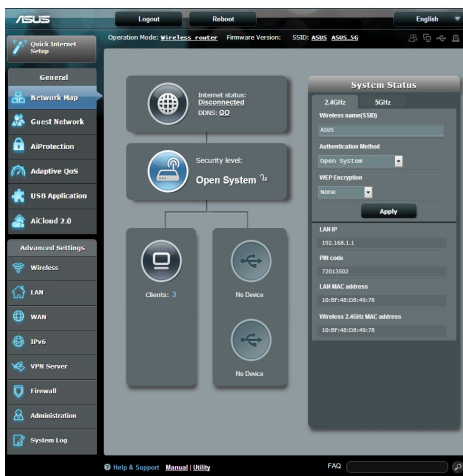 ASUS
Logout
Reboot
English
Quick Internet Setup
Operation Mode: Wireless router Firmware Version: SSID: ASUS ASUS_5G
General
Network Map
Guest Network
AiProtection
Adaptive QoS
USB Application
AiCloud 2.0
Advanced Settings
Wireless
LAN
WAN
IPv6
VPN Server
Firewall
Administration
System Log
Internet status:
Disconnected
DDNS: GO
Security level:
Open System
Clients: 3
No Device
No Device
System Status
2.4GHz 5GHz
Wireless name(SSID)
ASUS
Authentication Method
Open System
WEP Encryption
None
Apply
LAN IP
192.168.1.1
PIN code
72013502
LAN MAC address
10:BF:48:D8:49:78
Wireless 2.4GHz MAC address
10:BF:48:D8:49:78
Help & Support Manual | Utility
FAQ